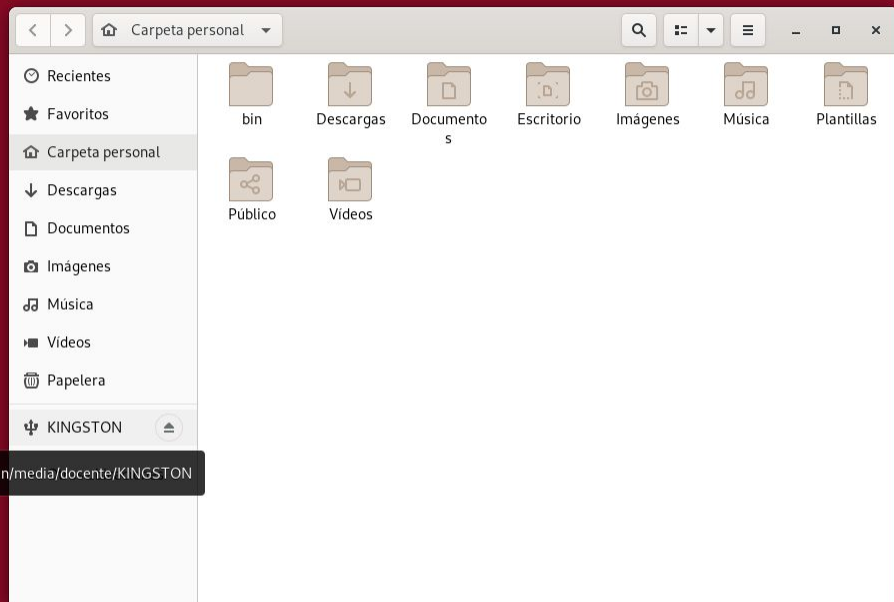 Carpeta personal
Recientes
Favoritos
Carpeta personal
Descargas
Documentos
Imágenes
Música
Vídeos
Papelera
KINGSTON
n/media/docente/KINGSTON
bin
Descargas
Documento
s
Escritorio
Imágenes
Música
Plantillas
Público
Vídeos